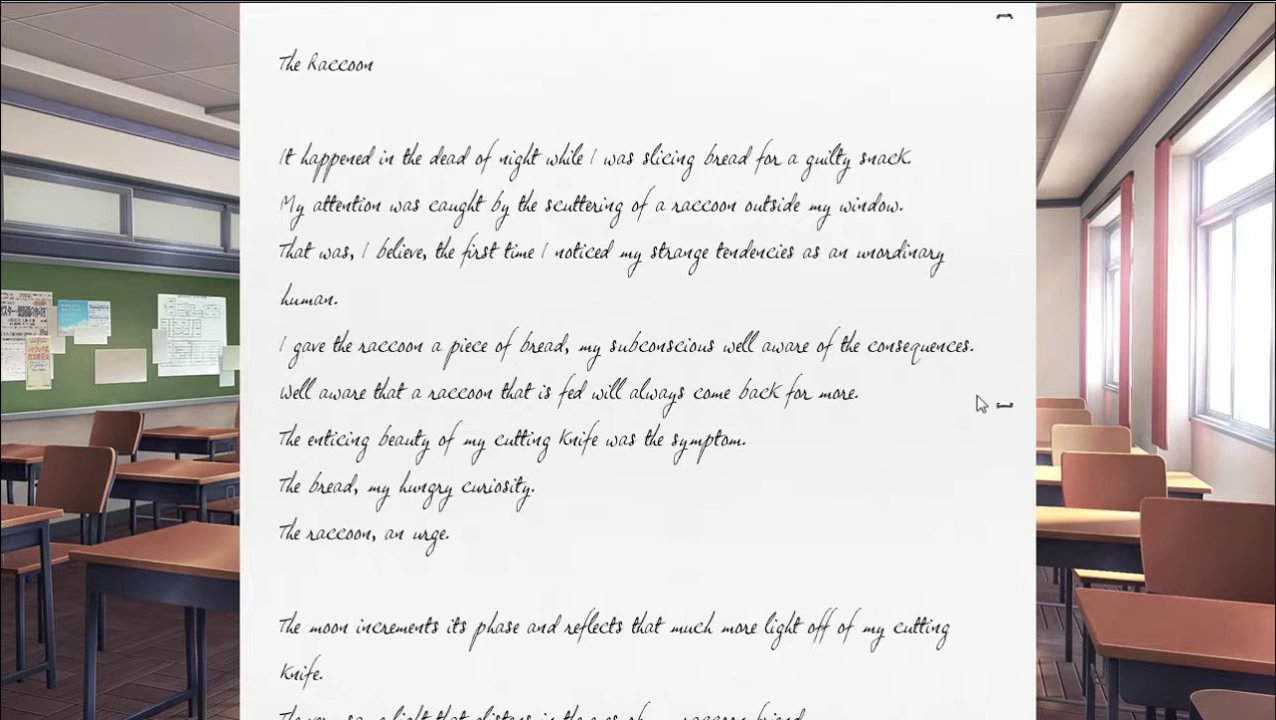 The Raccoon
It happened in the dead of night while I was slicing bread for a guilty snack
My attention was caught by the scuttering of a raccoon outside my window.
That was, I believe, the first time I noticed my strange tendencies as an unordinary
human.
I gave the raccoon a piece of bread, my subconscious well aware of the consequences.
Well aware that a raccoon that is fed will always come back for more.
The enticing beauty of my cutting knife was the symptom.
The bread, my hungry curiosity.
The raccoon, an urge.
The moon increments its phase and reflects that much more light off of my cutting
knife.